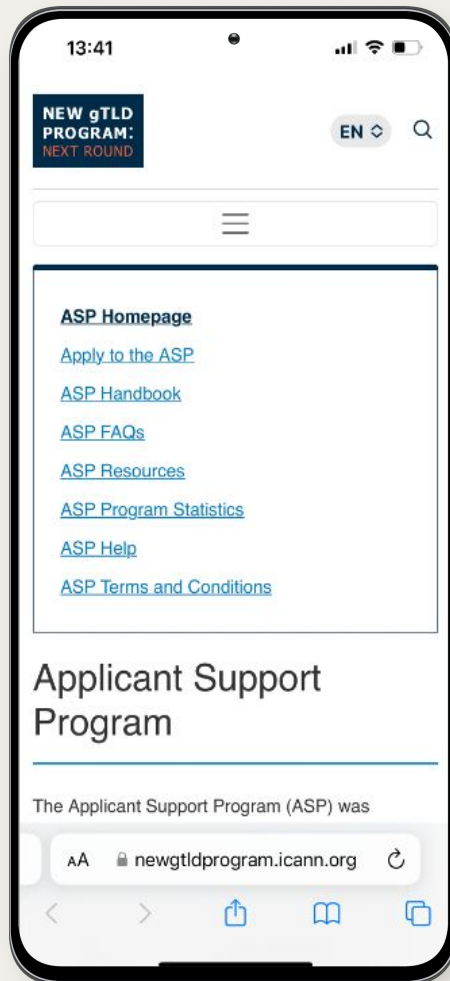 13:41
NEW gTLD
PROGRAM:
NEXT ROUND
EN
ASP Homepage
Apply to the ASP
ASP Handbook
ASP FAQs
ASP Resources
ASP Program Statistics
ASP Help
ASP Terms and Conditions
Applicant Support
Program
The Applicant Support Program (ASP) was
AA newgtldprogram.icann.org